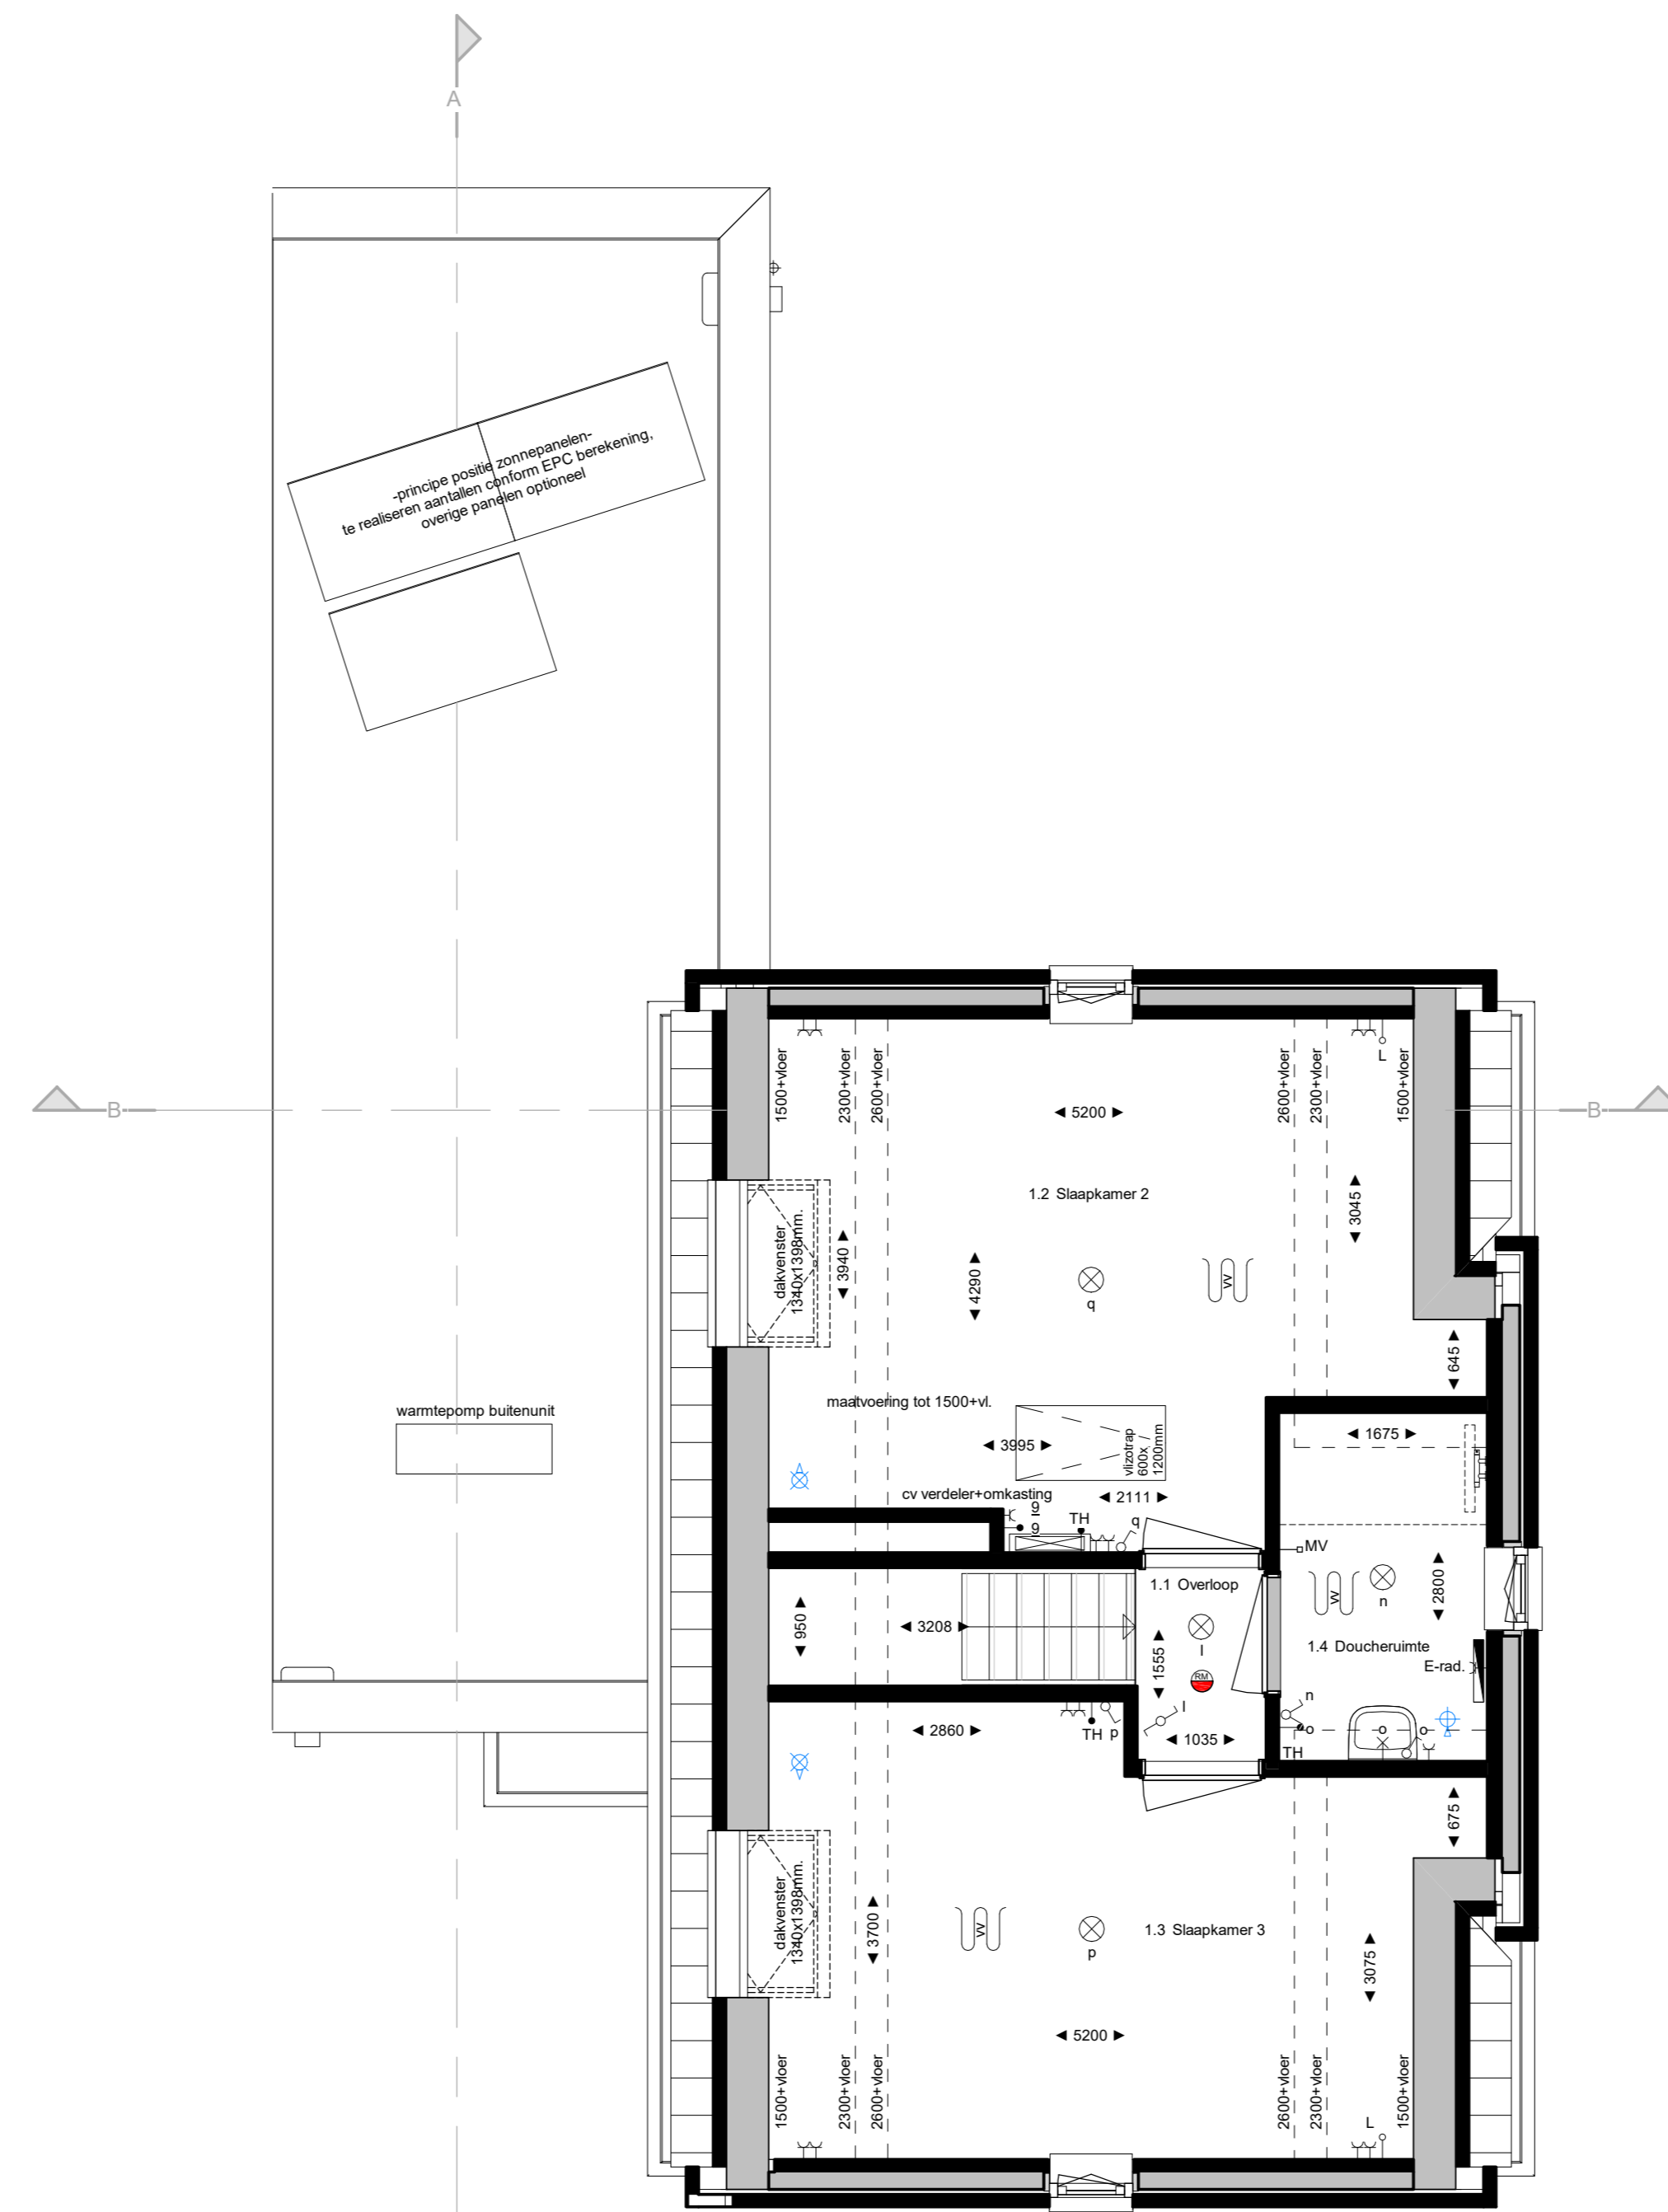 A
-principe positie zonnepanelen-
te realiseren aantallen conform EPC berekening,
overige panelen optioneel
B
B
1500+vloer
2300+vloer
2600+vloer
2600+vloer
2300+vloer
1500+vloer
L
5200
1.2 Slaapkamer 2
3045
dakvenster
1340x1398mm.
3940
4290
q
vv
645
maatvoering tot 1500+vl.
warmtepomp buitenunit
3995
vlizotrap
600x
1200mm
1675
cv verdeler+omkasting
2111
9
9
TH
q
MV
1.1 Overloop
n
vv
2800
950
3208
l
1555
RM
1.4 Doucheruimte
E-rad.
l
n
2860
TH
p
1035
o
o
o
TH
675
dakvenster
1340x1398mm.
3700
vv
p
1.3 Slaapkamer 3
3075
5200
1500+vloer
2300+vloer
2600+vloer
2600+vloer
2300+vloer
1500+vloer
L